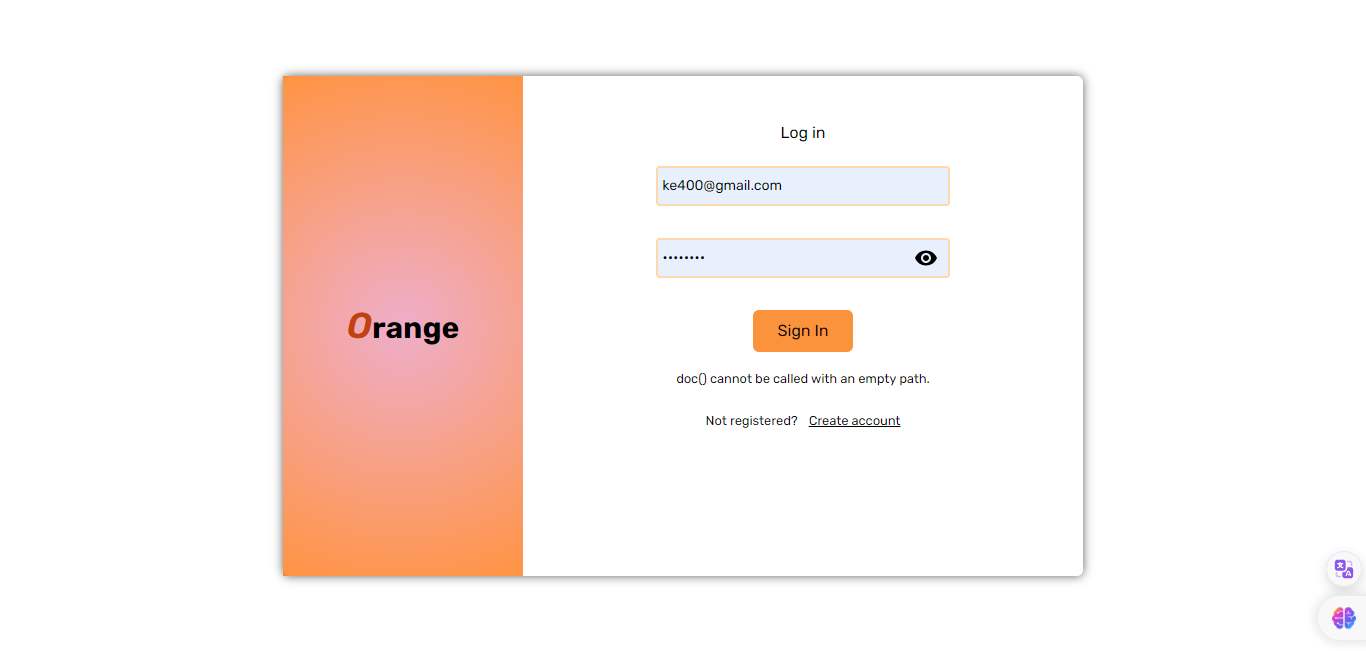 Log in
ke400@gmail.com
••••••••
Orange
Sign In
doc() cannot be called with an empty path.
Not registered? Create account